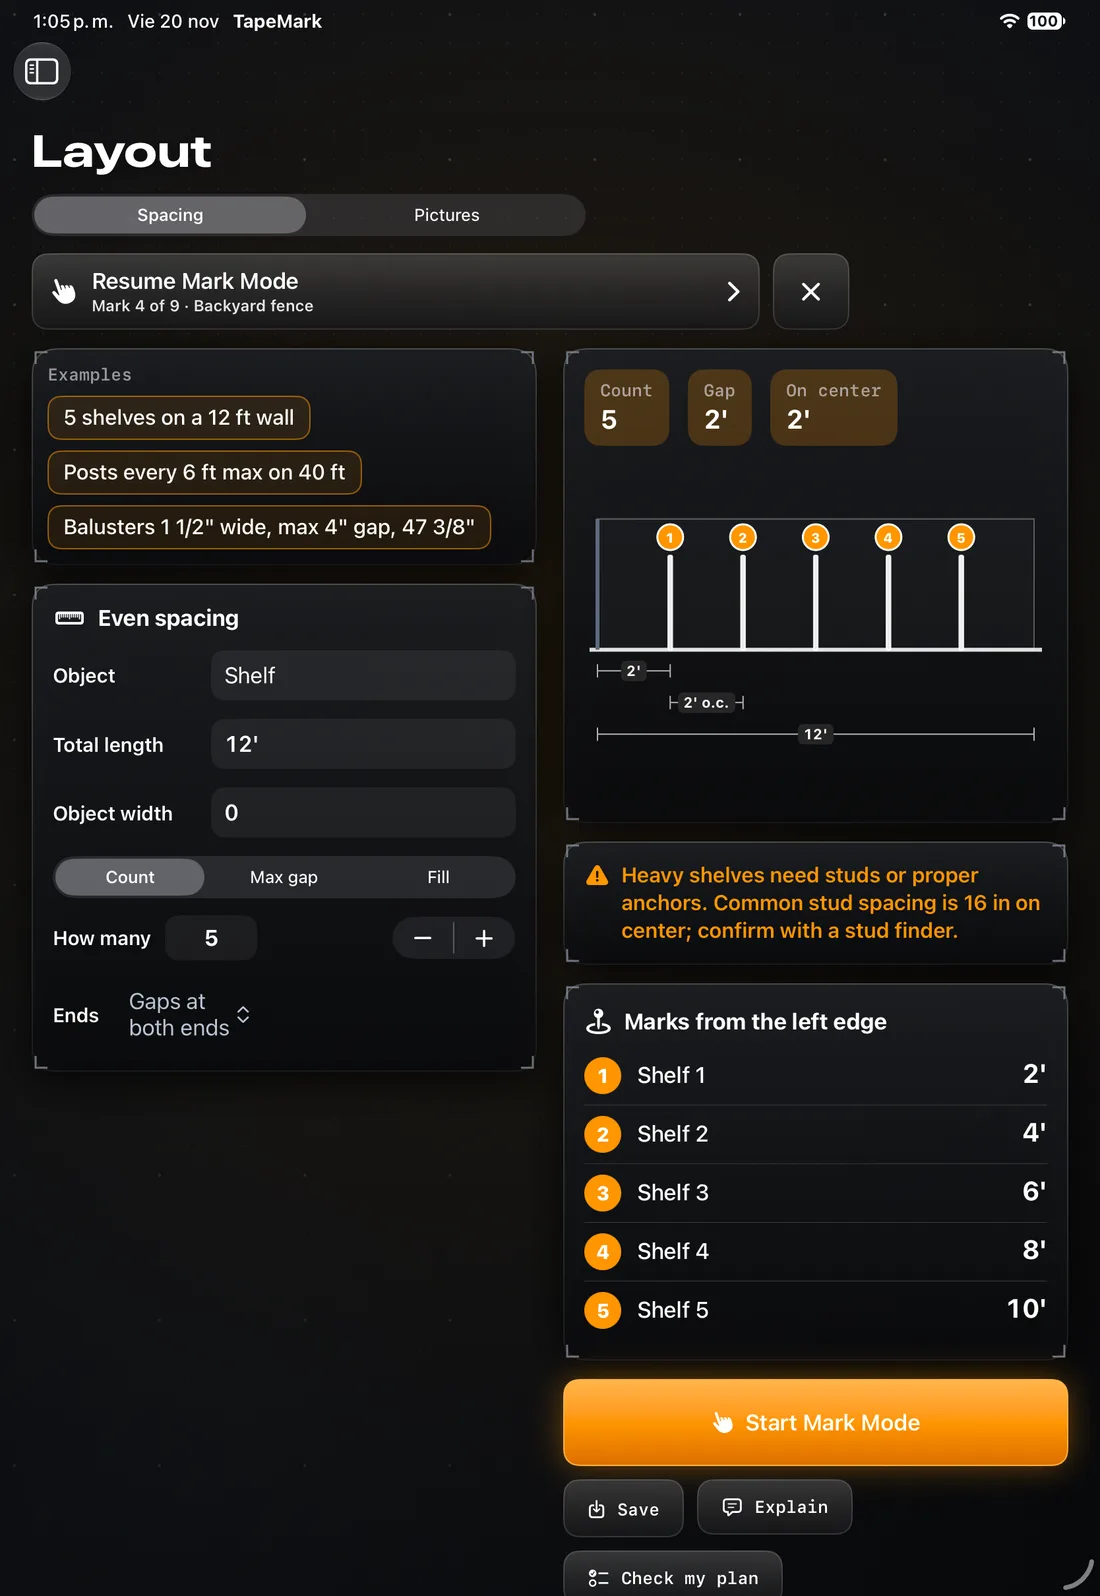 1:05 p. m. Vie 20 nov TapeMark
100
Layout
Spacing
Pictures
Resume Mark Mode
Mark 4 of 9 · Backyard fence
Examples
5 shelves on a 12 ft wall
Posts every 6 ft max on 40 ft
Balusters 1 1/2" wide, max 4" gap, 47 3/8"
Even spacing
Object
Shelf
Total length
12'
Object width
0
Count
Max gap
Fill
How many
5
Ends
Gaps at
both ends
Count
5
Gap
2'
On center
2'
1
2
3
4
5
2'
2' o.c.
12'
Heavy shelves need studs or proper
anchors. Common stud spacing is 16 in on
center; confirm with a stud finder.
Marks from the left edge
1 Shelf 1 2'
2 Shelf 2 4'
3 Shelf 3 6'
4 Shelf 4 8'
5 Shelf 5 10'
Start Mark Mode
Save
Explain
Check my plan